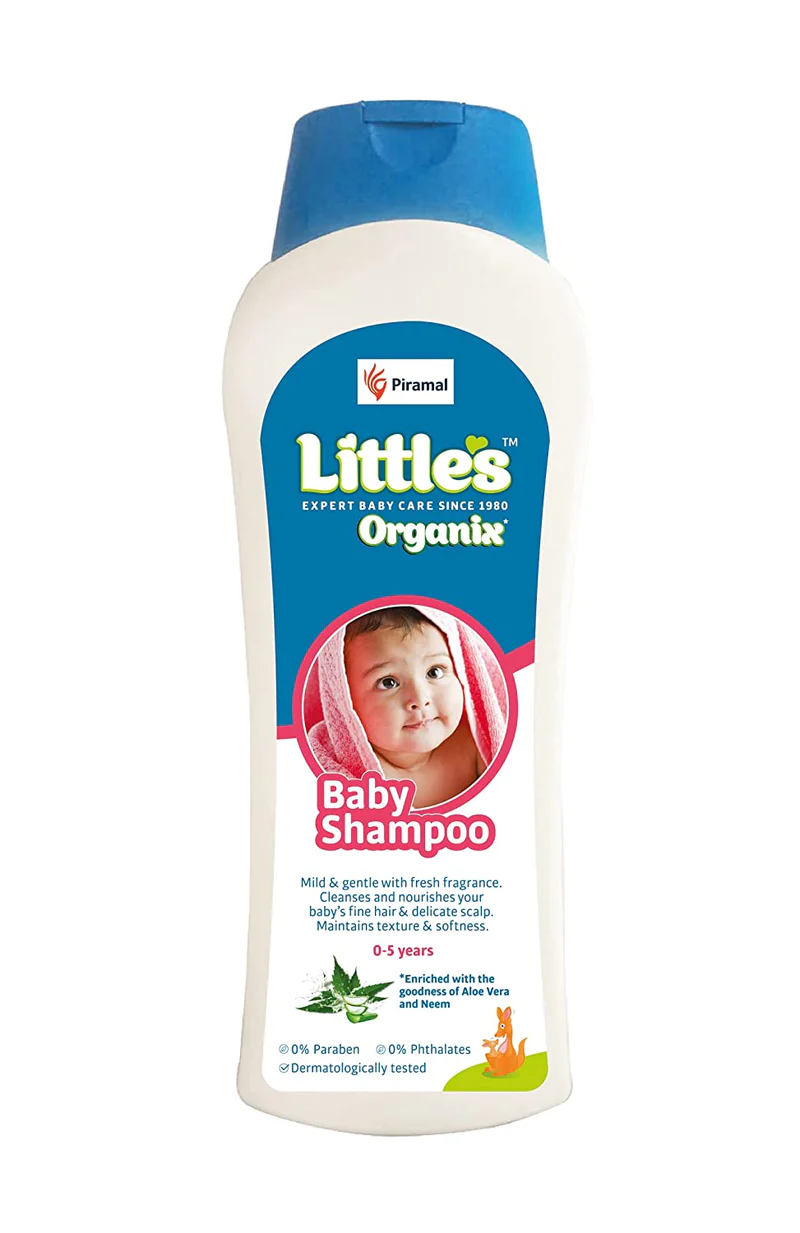 Piramal
Little's™
EXPERT BABY CARE SINCE 1980
Organix*
Baby
Shampoo
Mild & gentle with fresh fragrance.
Cleanses and nourishes your
baby's fine hair & delicate scalp.
Maintains texture & softness.
0-5 years
*Enriched with the
goodness of Aloe Vera
and Neem
0% Paraben 0% Phthalates
Dermatologically tested